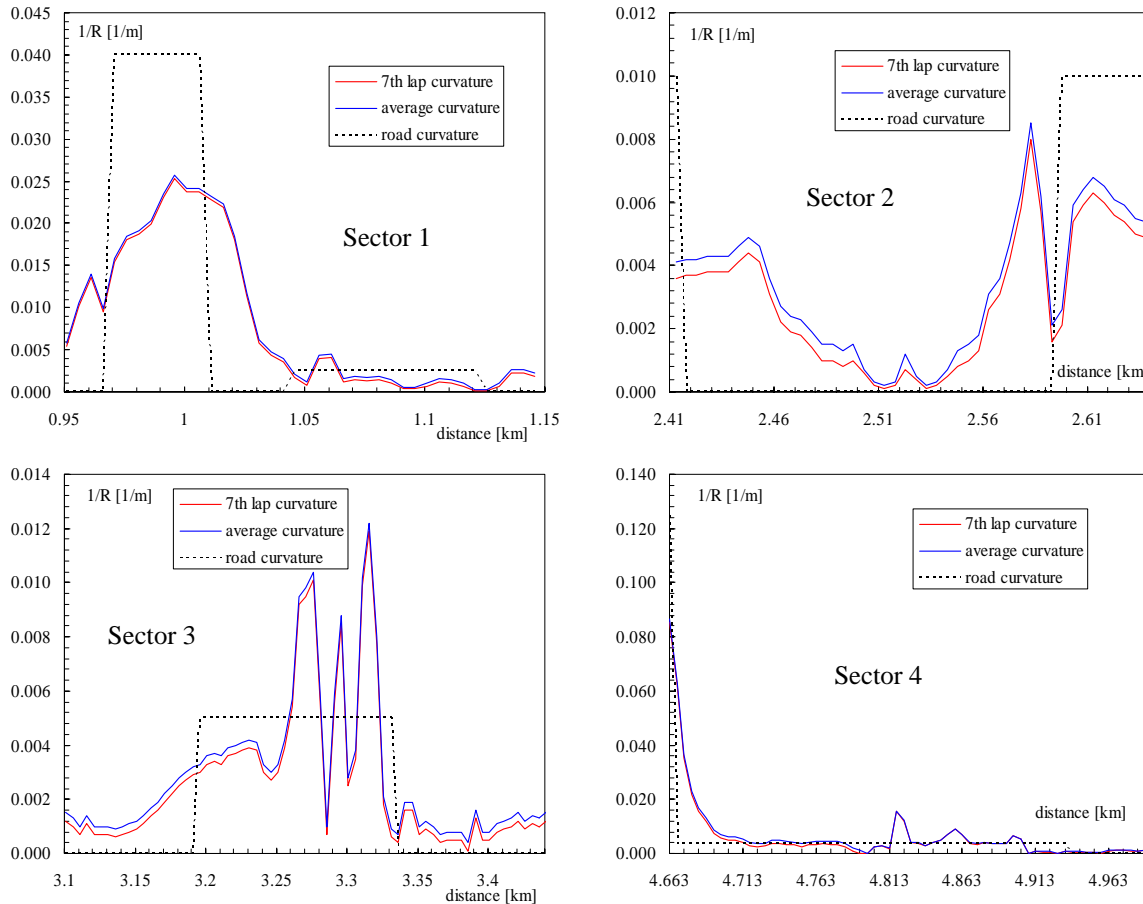 0.045
0.040
0.035
0.030
0.025
0.020
0.015
0.010
0.005
0.000
1/R [1/m]
7th lap curvature
average curvature
road curvature
Sector 1
0.95 1 1.05 1.1 1.15
distance [km]
0.012
0.010
0.008
0.006
0.004
0.002
0.000
1/R [1/m]
7th lap curvature
average curvature
road curvature
Sector 2
distance [km]
2.41 2.46 2.51 2.56 2.61
0.014
0.012
0.010
0.008
0.006
0.004
0.002
0.000
1/R [1/m]
7th lap curvature
average curvature
road curvature
Sector 3
3.1 3.15 3.2 3.25 3.3 3.35 3.4
distance [km]
0.140
0.120
0.100
0.080
0.060
0.040
0.020
0.000
1/R [1/m]
7th lap curvature
average curvature
road curvature
Sector 4
distance [km]
4.663 4.713 4.763 4.813 4.863 4.913 4.963